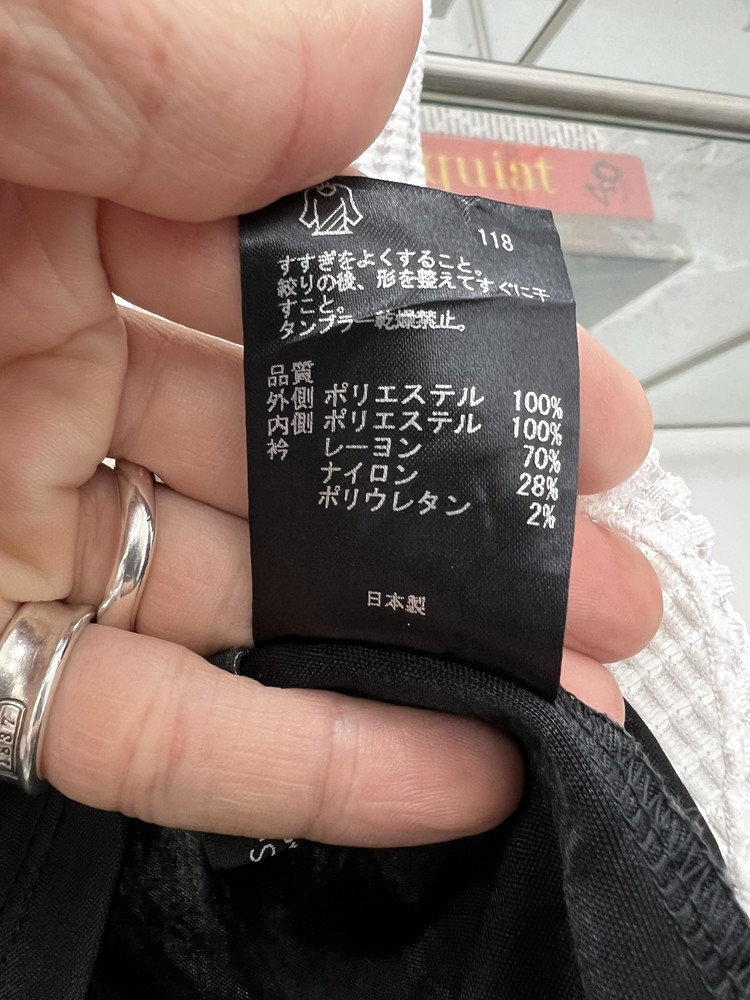 quiat
118
すすぎをよくすること。
絞りの後、形を整えてすぐに干
すこと。
タンブラー乾燥禁止。
品質
外側 ポリエステル 100%
内側 ポリエステル 100%
衿 レーヨン 70%
ナイロン 28%
ポリウレタン 2%
日本製